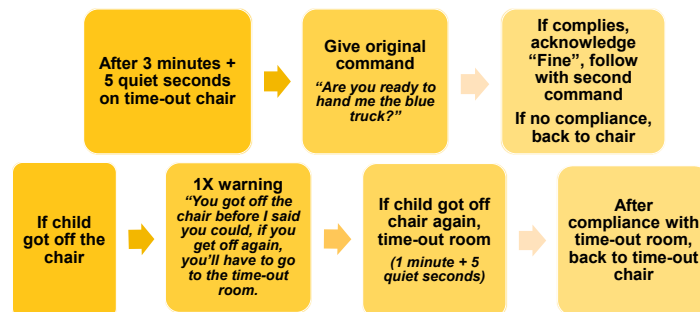 After 3 minutes +
5 quiet seconds
on time-out chair
Give original
command
"Are you ready to
hand me the blue
truck?"
If complies,
acknowledge
"Fine", follow
with second
command
If no compliance,
back to chair
If child
got off the
chair
1X warning
"You got off the
chair before I said
you could, if you
get off again,
you'll have to go
to the time-out
room.
If child got off
chair again,
time-out room
(1 minute + 5
quiet seconds)
After
compliance with
time-out room,
back to time-out
chair